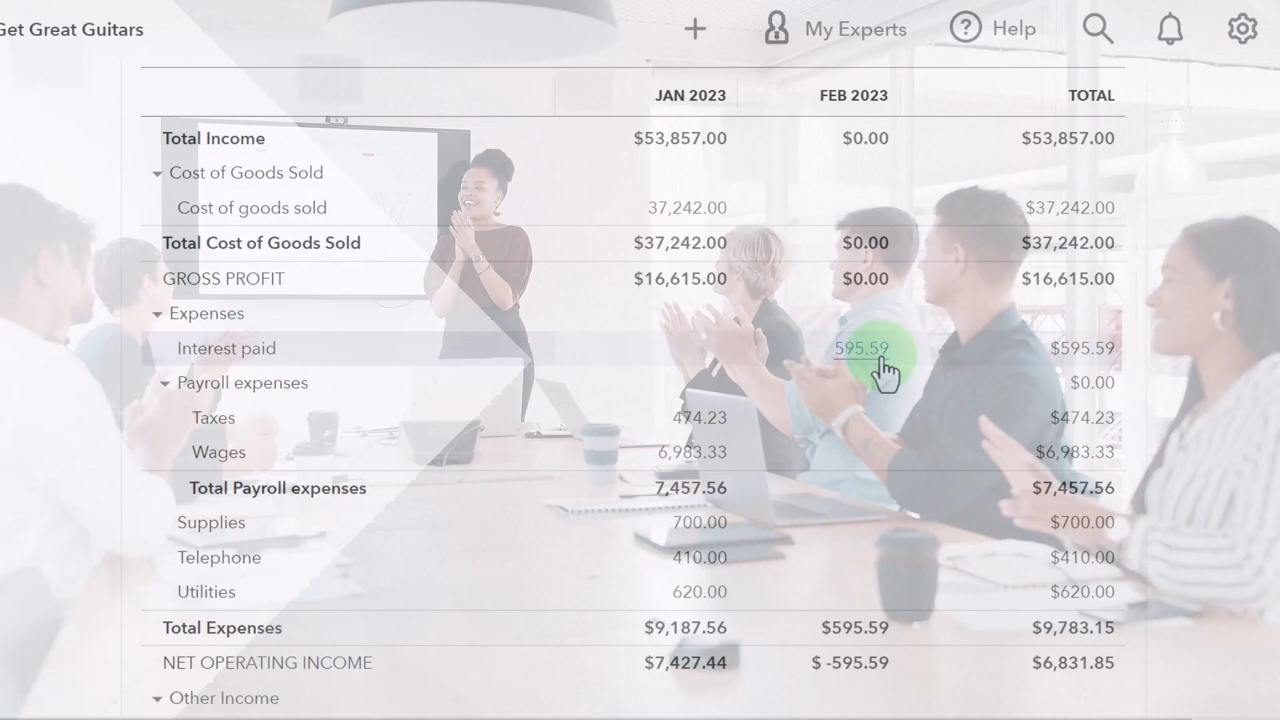 Get Great Guitars My Experts Help
JAN 2023 FEB 2023 TOTAL
Total Income $53,857.00 $0.00 $53,857.00
Cost of Goods Sold
Cost of goods sold 37,242.00 $37,242.00
Total Cost of Goods Sold $37,242.00 $0.00 $37,242.00
GROSS PROFIT $16,615.00 $0.00 $16,615.00
Expenses
Interest paid 595.59 $595.59
Payroll expenses $0.00
Taxes 474.23 $474.23
Wages 6,983.33 $6,983.33
Total Payroll expenses 7,457.56 $7,457.56
Supplies 700.00 $700.00
Telephone 410.00 $410.00
Utilities 620.00 $620.00
Total Expenses $9,187.56 $595.59 $9,783.15
NET OPERATING INCOME $7,427.44 $ -595.59 $6,831.85
Other Income